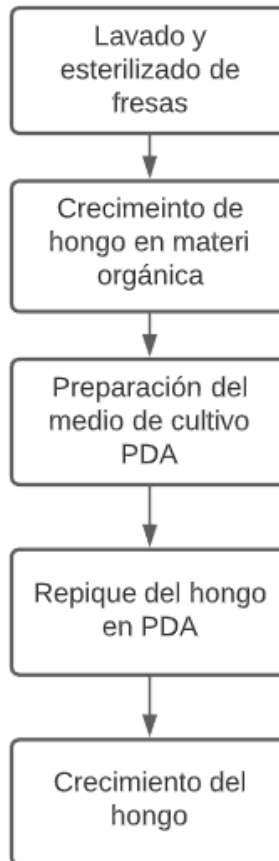 Lavado y
esterilizado de
fresas
Crecimeinto de
hongo en materi
orgánica
Preparación del
medio de cultivo
PDA
Repique del hongo
en PDA
Crecimiento del
hongo